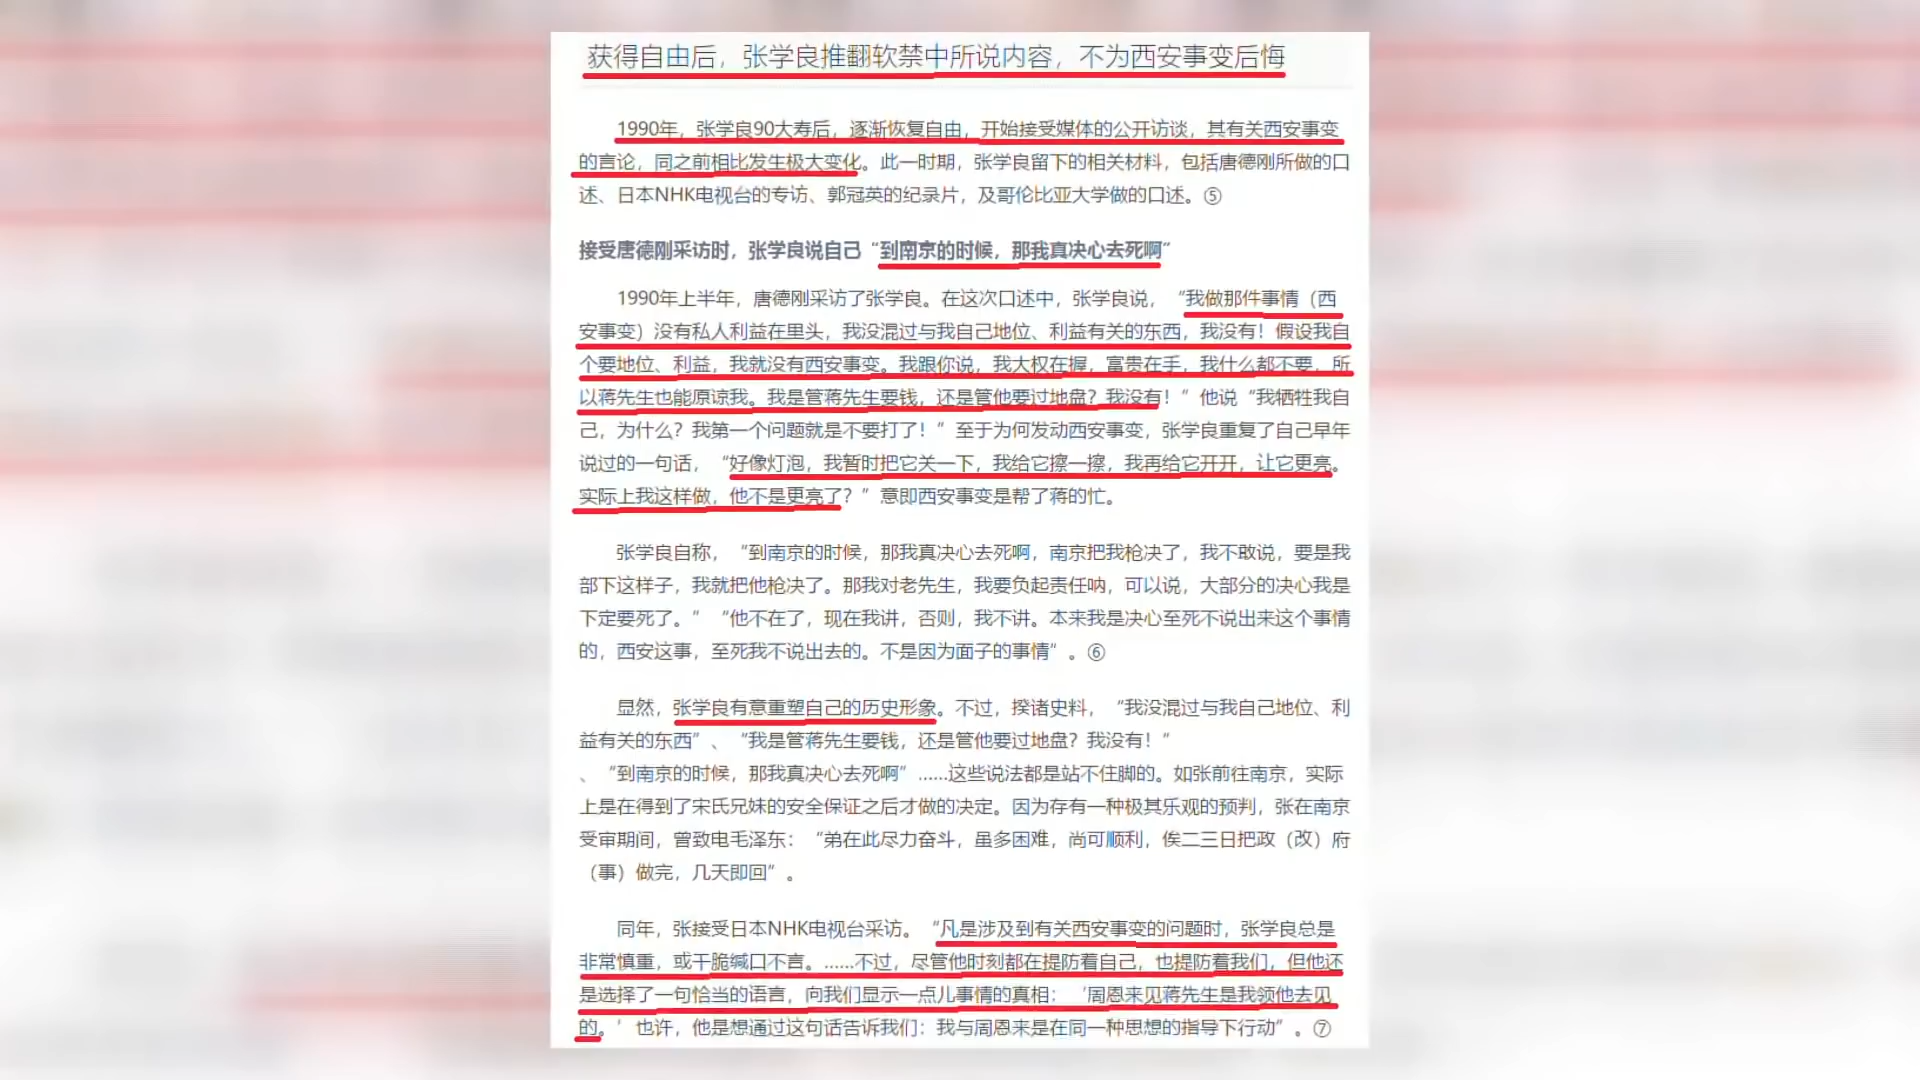 获得自由后，张学良推翻软禁中所说内容，不为西安事变后悔
1990年，张学良90大寿后，逐渐恢复自由，开始接受媒体的公开访谈，其有关西安事变
的言论，同之前相比发生极大变化。此一时期，张学良留下的相关材料，包括唐德刚所做的口
述、日本NHK电视台的专访、郭冠英的纪录片，及哥伦比亚大学做的口述。⑤
接受唐德刚采访时，张学良说自己“到南京的时候，那我真决心去死啊”
1990年上半年，唐德刚采访了张学良。在这次口述中，张学良说，“我做那件事情（西
安事变）没有私人利益在里头，我没混过与我自己地位、利益有关的东西，我没有！假设我自
个要地位、利益，我就没有西安事变。我跟你说，我大权在握，富贵在手，我什么都不要，所
以蒋先生也能原谅我。我是管蒋先生要钱，还是管他要过地盘？我没有！”他说“我牺牲我自
己，为什么？我第一个问题就是不要打了！”至于为何发动西安事变，张学良重复了自己早年
说过的一句话，“好像灯泡，我暂时把它关一下，我给它擦一擦，我再给它开开，让它更亮。
实际上我这样做，他不是更亮了？”意即西安事变是帮了蒋的忙。
张学良自称，“到南京的时候，那我真决心去死啊，南京把我枪决了，我不敢说，要是我
部下这样子，我就把他枪决了。那我对老先生，我要负起责任呐，可以说，大部分的决心我是
下定要死了。”“他不在了，现在我讲，否则，我不讲。本来我是决心至死不说出来这个事情
的，西安这事，至死我不说出去的。不是因为面子的事情”。⑥
显然，张学良有意重塑自己的历史形象。不过，揆诸史料，“我没混过与我自己地位、利
益有关的东西”、“我是管蒋先生要钱，还是管他要过地盘？我没有！”
、“到南京的时候，那我真决心去死啊”……这些说法都是站不住脚的。如张前往南京，实际
上是在得到了宋氏兄妹的安全保证之后才做的决定。因为存有一种极其乐观的预判，张在南京
受审期间，曾致电毛泽东：“弟在此尽力奋斗，虽多困难，尚可顺利，俟二三日把政（改）府
（事）做完，几天即回”。
同年，张接受日本NHK电视台采访。“凡是涉及到有关西安事变的问题时，张学良总是
非常慎重，或干脆缄口不言。……不过，尽管他时刻都在提防着自己，也提防着我们，但他还
是选择了一句恰当的语言，向我们显示一点儿事情的真相：‘周恩来见蒋先生是我领他去见
的。’也许，他是想通过这句话告诉我们：我与周恩来是在同一种思想的指导下行动”。⑦